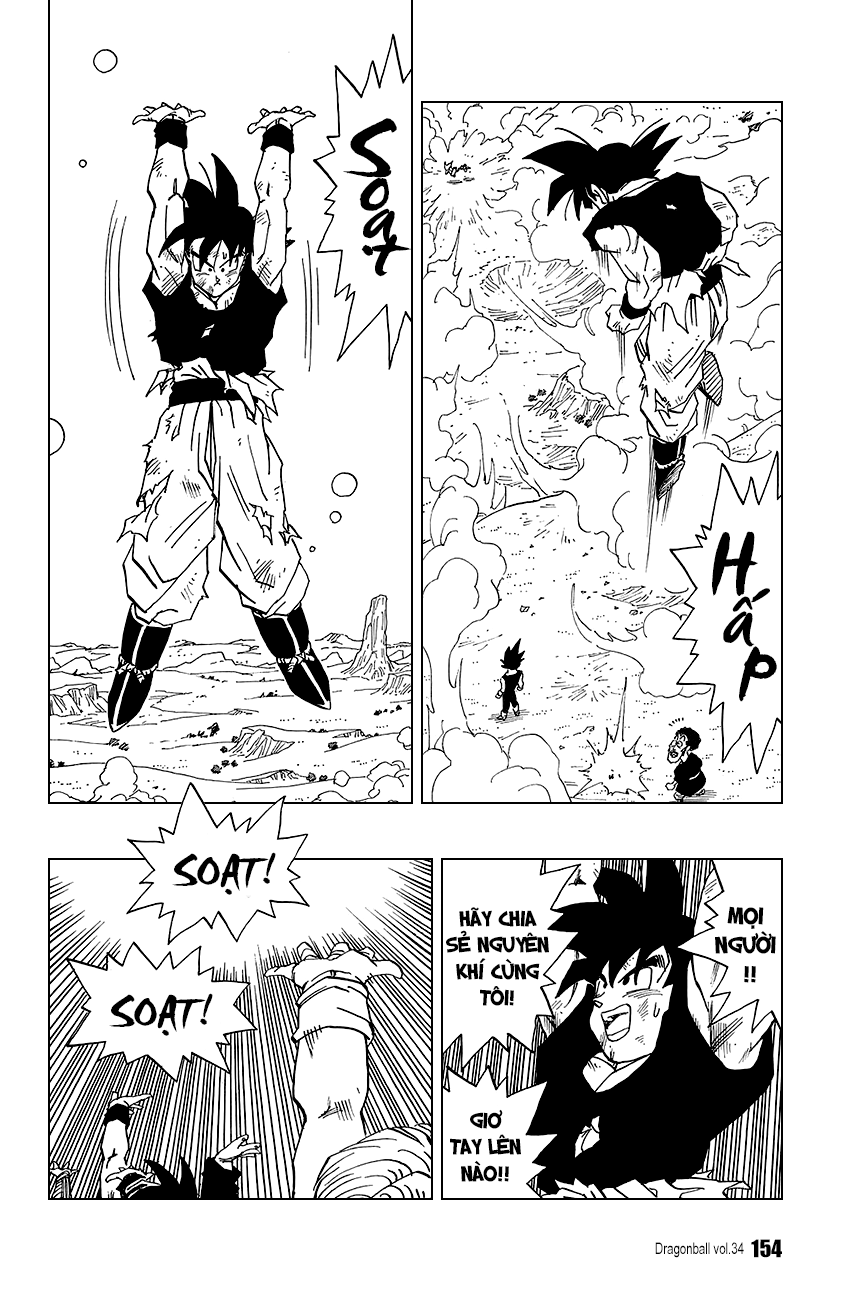 Hấp
Soạt
MỌI
NGƯỜI
!!
HÃY CHIA
SẺ NGUYÊN
KHÍ CÙNG
TÔI!
GIƠ
TAY LÊN
NÀO!!
SOẠT!
SOẠT!
Dragonball vol.34 154